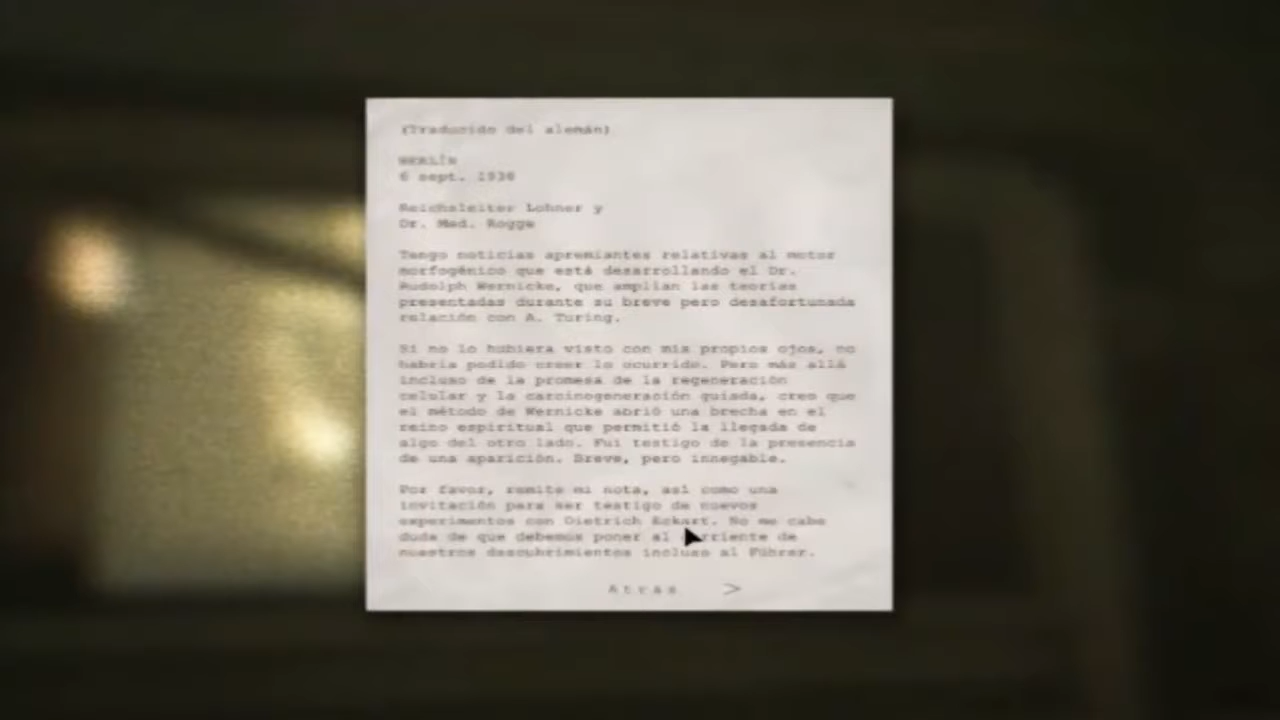 (Traducido del alemán)
BERLÍN
6 sept. 1938
Reichsleiter Lohner y
Dr. Med. Rogge
Tengo noticias apremiantes relativas al motor
morfogénico que está desarrollando el Dr.
Rudolph Wernicke, que amplían las teorías
presentadas durante su breve pero desafortunada
relación con A. Turing.
Si no lo hubiera visto con mis propios ojos, no
habría podido creer lo ocurrido. Pero más allá
incluso de la promesa de la regeneración
celular y la carcinogeneración guiada, creo que
el método de Wernicke abrió una brecha en el
reino espiritual que permitió la llegada de
algo del otro lado. Fui testigo de la presencia
de una aparición. Breve, pero innegable.
Por favor, remite mi nota, así como una
invitación para ser testigo de nuevos
experimentos con Dietrich Eckart. No me cabe
duda de que debemos poner al rriente de
nuestros descubrimientos incluso al Führer.
Atrás >